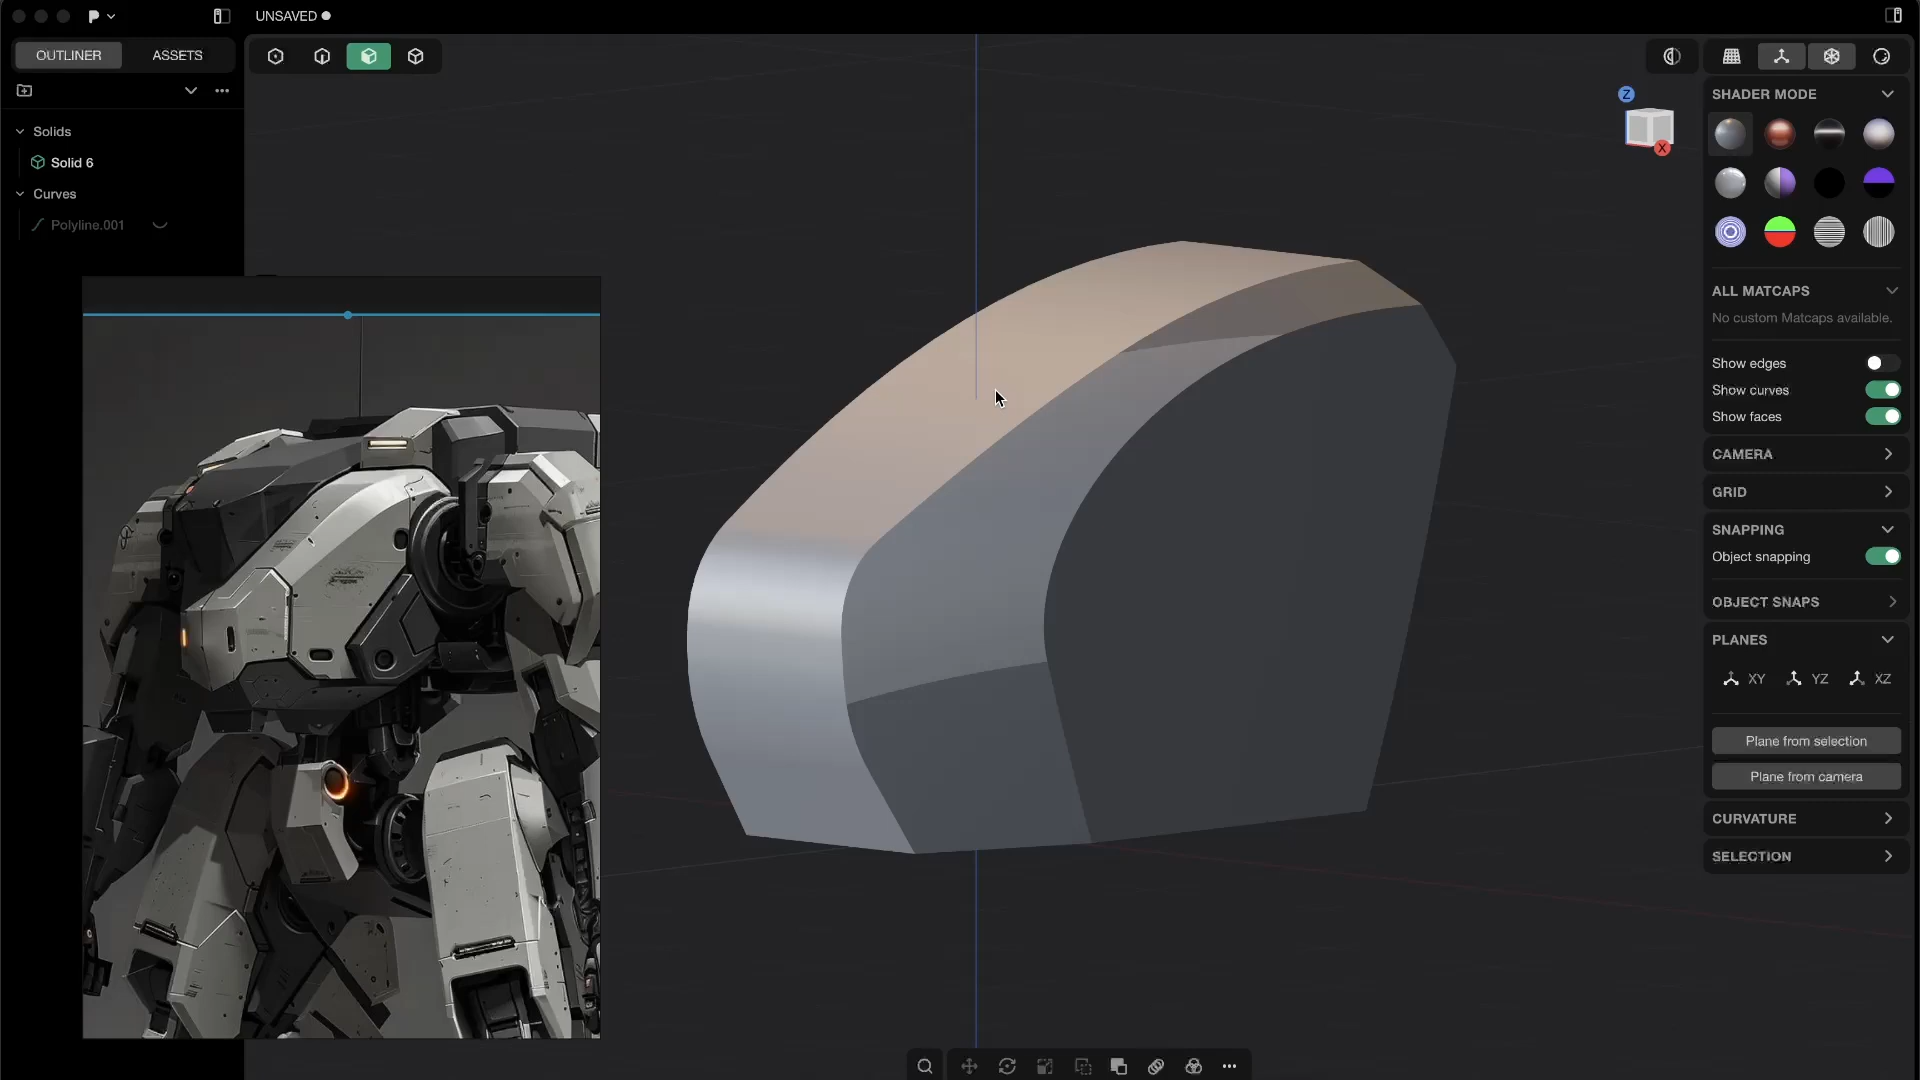 UNSAVED
OUTLINER
ASSETS
Solids
Solid 6
Curves
Polyline.001
Z
X
SHADER MODE
ALL MATCAPS
No custom Matcaps available.
Show edges
Show curves
Show faces
CAMERA
GRID
SNAPPING
Object snapping
OBJECT SNAPS
PLANES
XY
YZ
XZ
Plane from selection
Plane from camera
CURVATURE
SELECTION